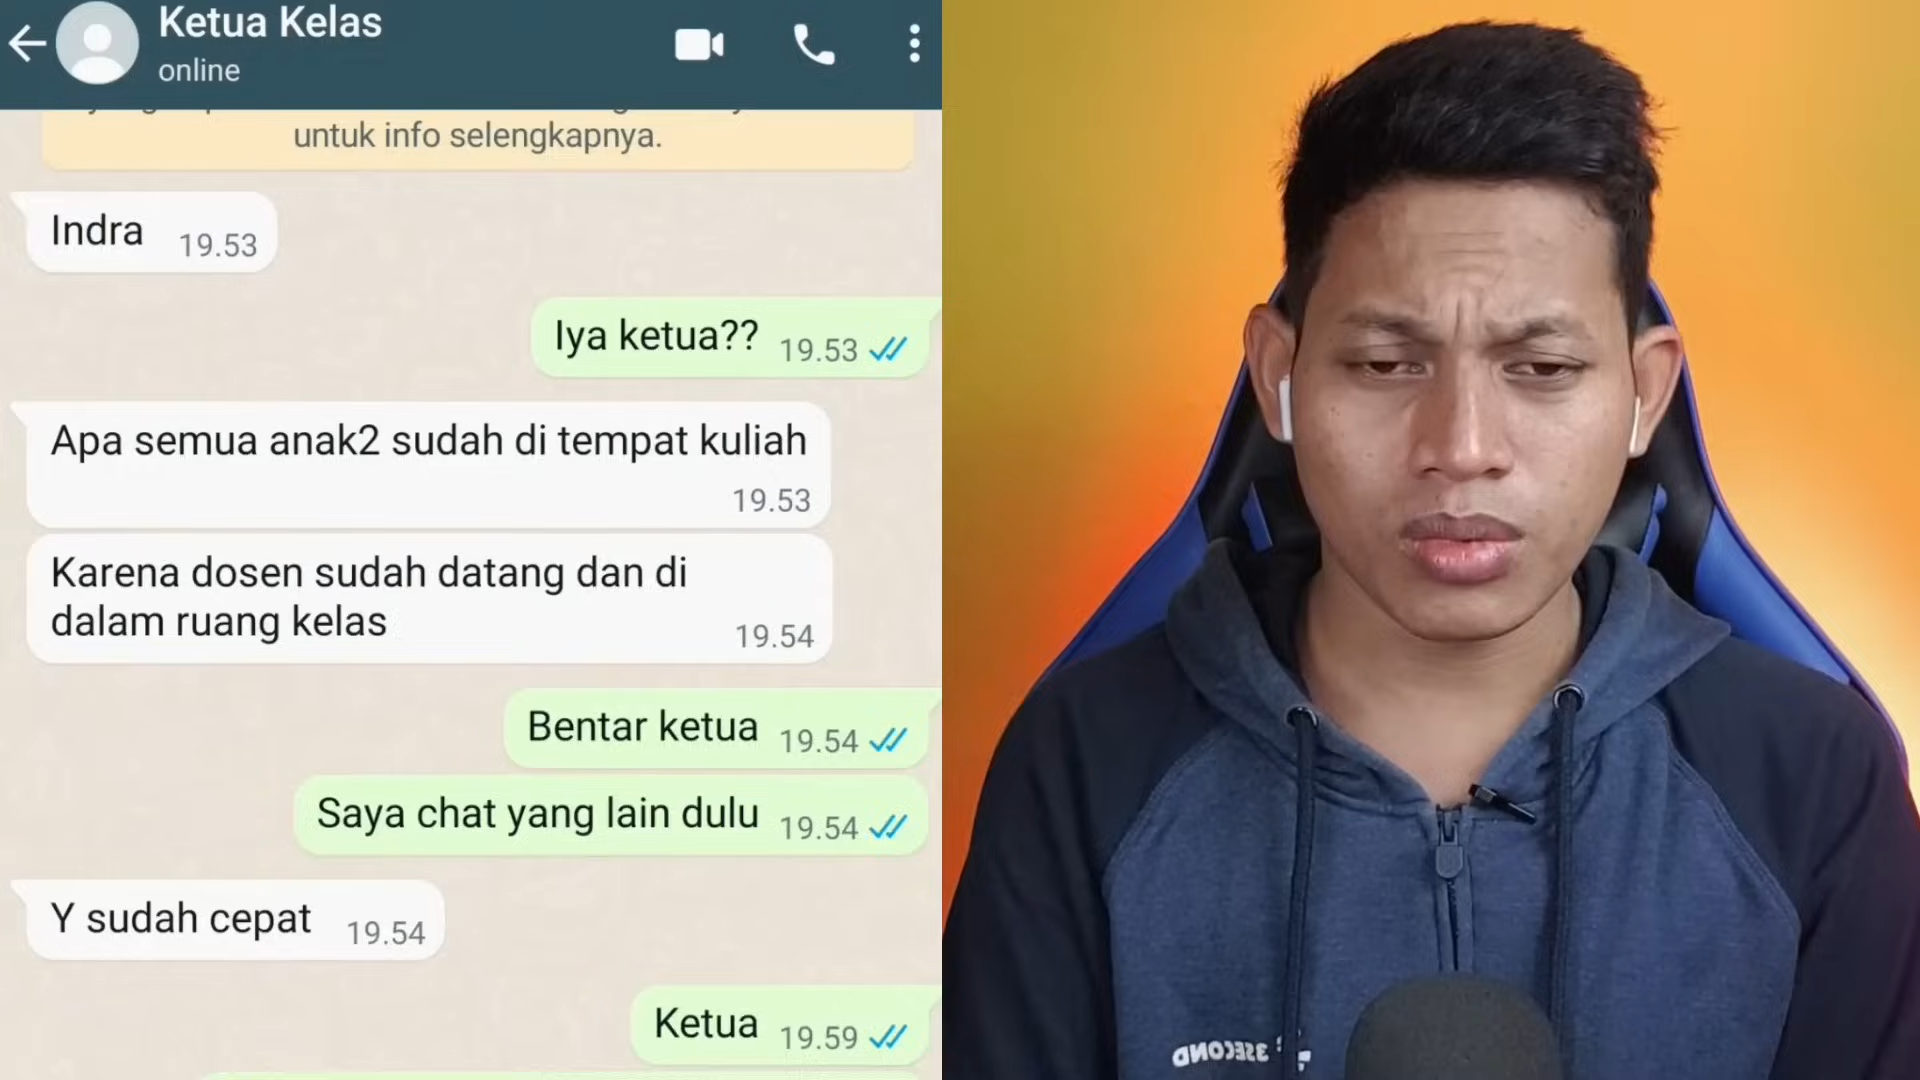 Ketua Kelas
online
untuk info selengkapnya.
Indra 19.53
Iya ketua?? 19.53
Apa semua anak2 sudah di tempat kuliah
19.53
Karena dosen sudah datang dan di
dalam ruang kelas 19.54
Bentar ketua 19.54
Saya chat yang lain dulu 19.54
Y sudah cepat 19.54
Ketua 19.59
3SECOND